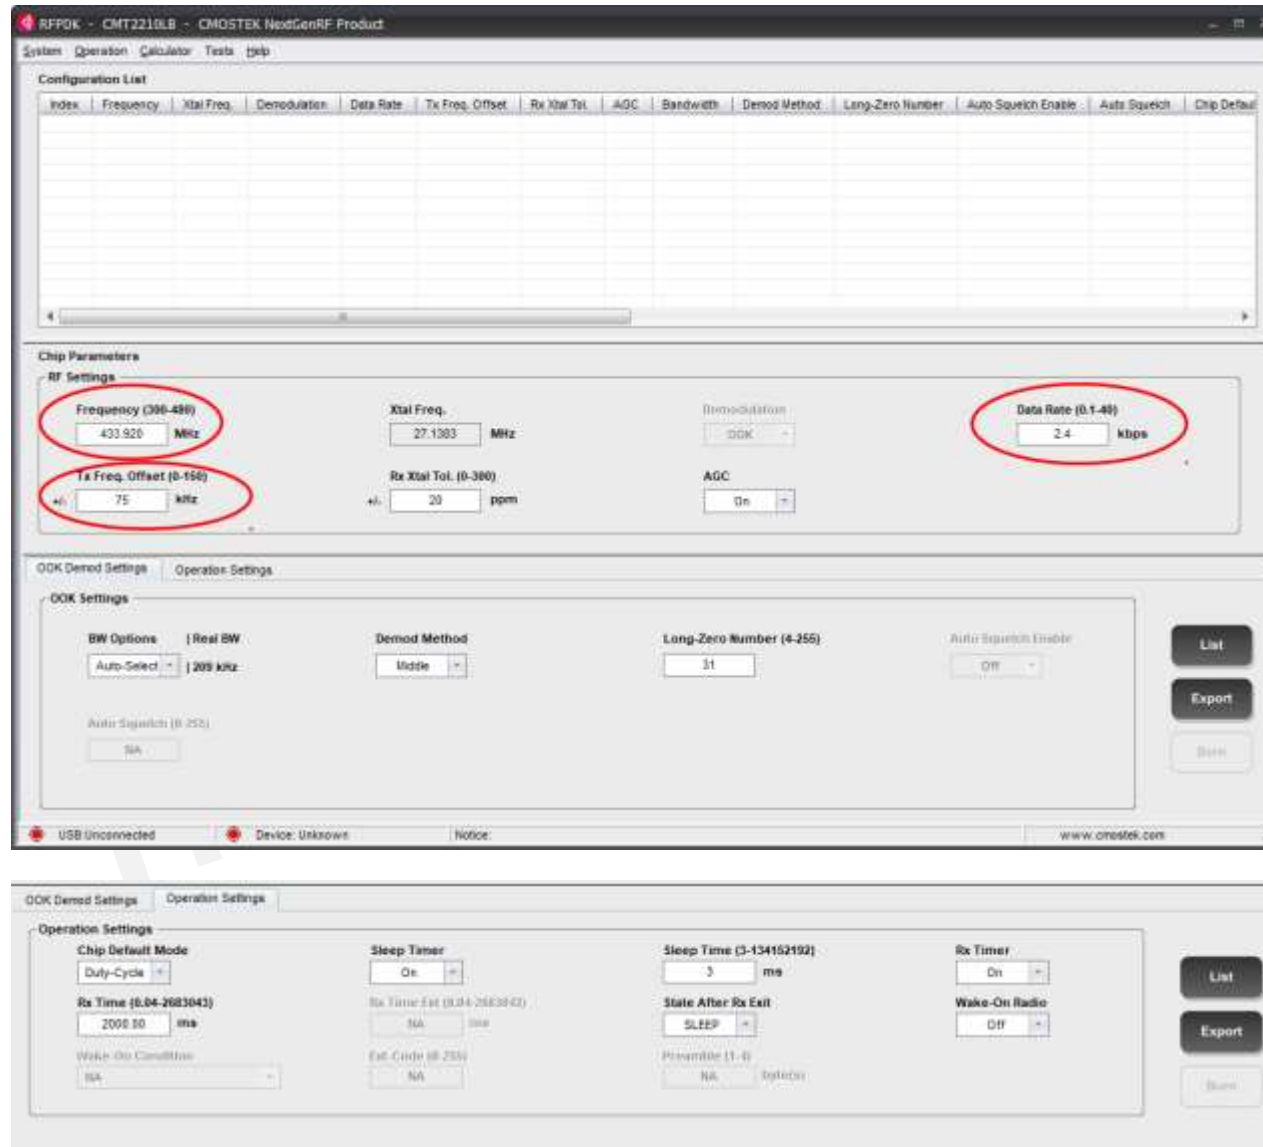 RFPDK - CMT2210LB - CMOSTEK NextGenRF Product
System Operation Calculator Tests Help
Configuration List
Index Frequency Xtal Freq. Demodulation Data Rate Tx Freq. Offset Rx Xtal Tol. AGC Bandwidth Demod Method Long-Zero Number Auto Squelch Enable Auto Squelch Chip Defaul
Chip Parameters
RF Settings
Frequency (300-480) Xtal Freq. Demodulation Data Rate (0.1-40)
433.920 MHz 27.1383 MHz OOK 2.4 kbps
Tx Freq. Offset (0-150) Rx Xtal Tol. (0-300) AGC
+/- 75 kHz +/- 20 ppm On
OOK Demod Settings Operation Settings
OOK Settings
BW Options | Real BW Demod Method Long-Zero Number (4-255) Auto Squelch Enable
Auto-Select | 209 kHz Middle 31 Off
List
Auto Squelch (0-255)
NA
Export
Burn
USB Unconnected Device: Unknown Notice: www.cmostek.com
OOK Demod Settings Operation Settings
Operation Settings
Chip Default Mode Sleep Timer Sleep Time (3-134152192) Rx Timer
Duty-Cycle On 3 ms On
List
Rx Time (0.04-2683043) Rx Time Ext (0.04-2683043) State After Rx Exit Wake-On Radio
2000.00 ms NA ms SLEEP Off
Export
Wake-On Condition Ext. Code (0-255) Preamble (1-4)
NA NA NA byte(s)
Burn